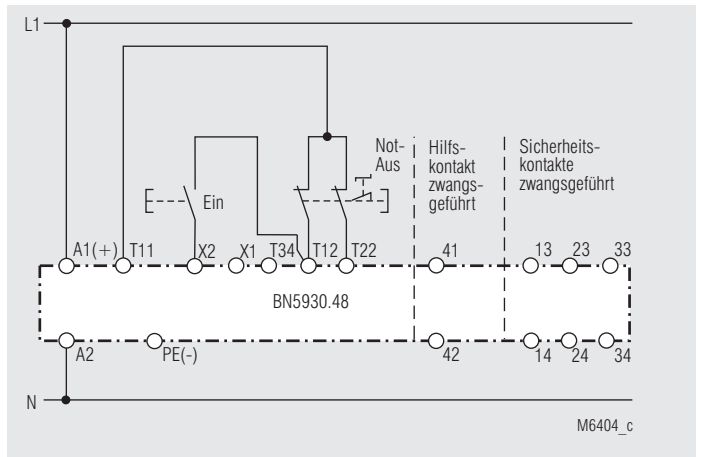 L1
Not-
Aus
Hilfs-
kontakt
zwangs-
geführt
Sicherheits-
kontakte
zwangsgeführt
Ein
A1(+) T11 X2 X1 T34 T12 T22 41 13 23 33
BN5930.48
A2 PE(-) 42 14 24 34
N
M6404_c